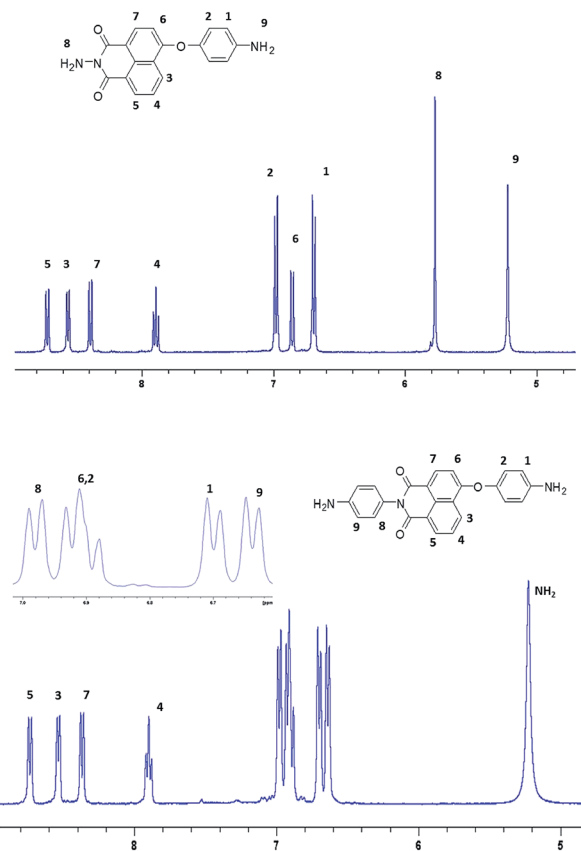 7 6 2 1 9
O
8 O NH₂
H₂N N
3
O
5 4
8
2 1 9
6
5 3 7 4
8 7 6 5
8 6,2 1 9
7.0 6.9 6.8 6.7 [ppm]
7 6 2 1
O
O NH₂
H₂N N
3
9 8 O
5 4
NH₂
5 3 7 4
8 7 6 5